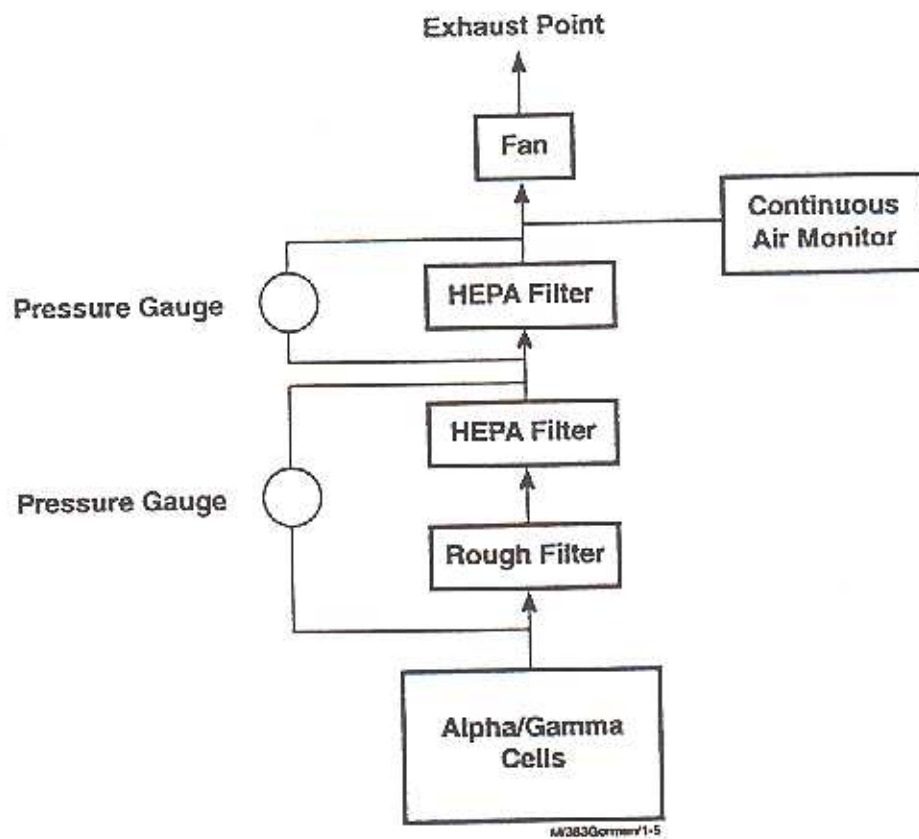 Exhaust Point
Fan
Continuous
Air Monitor
HEPA Filter
Pressure Gauge
HEPA Filter
Pressure Gauge
Rough Filter
Alpha/Gamma
Cells